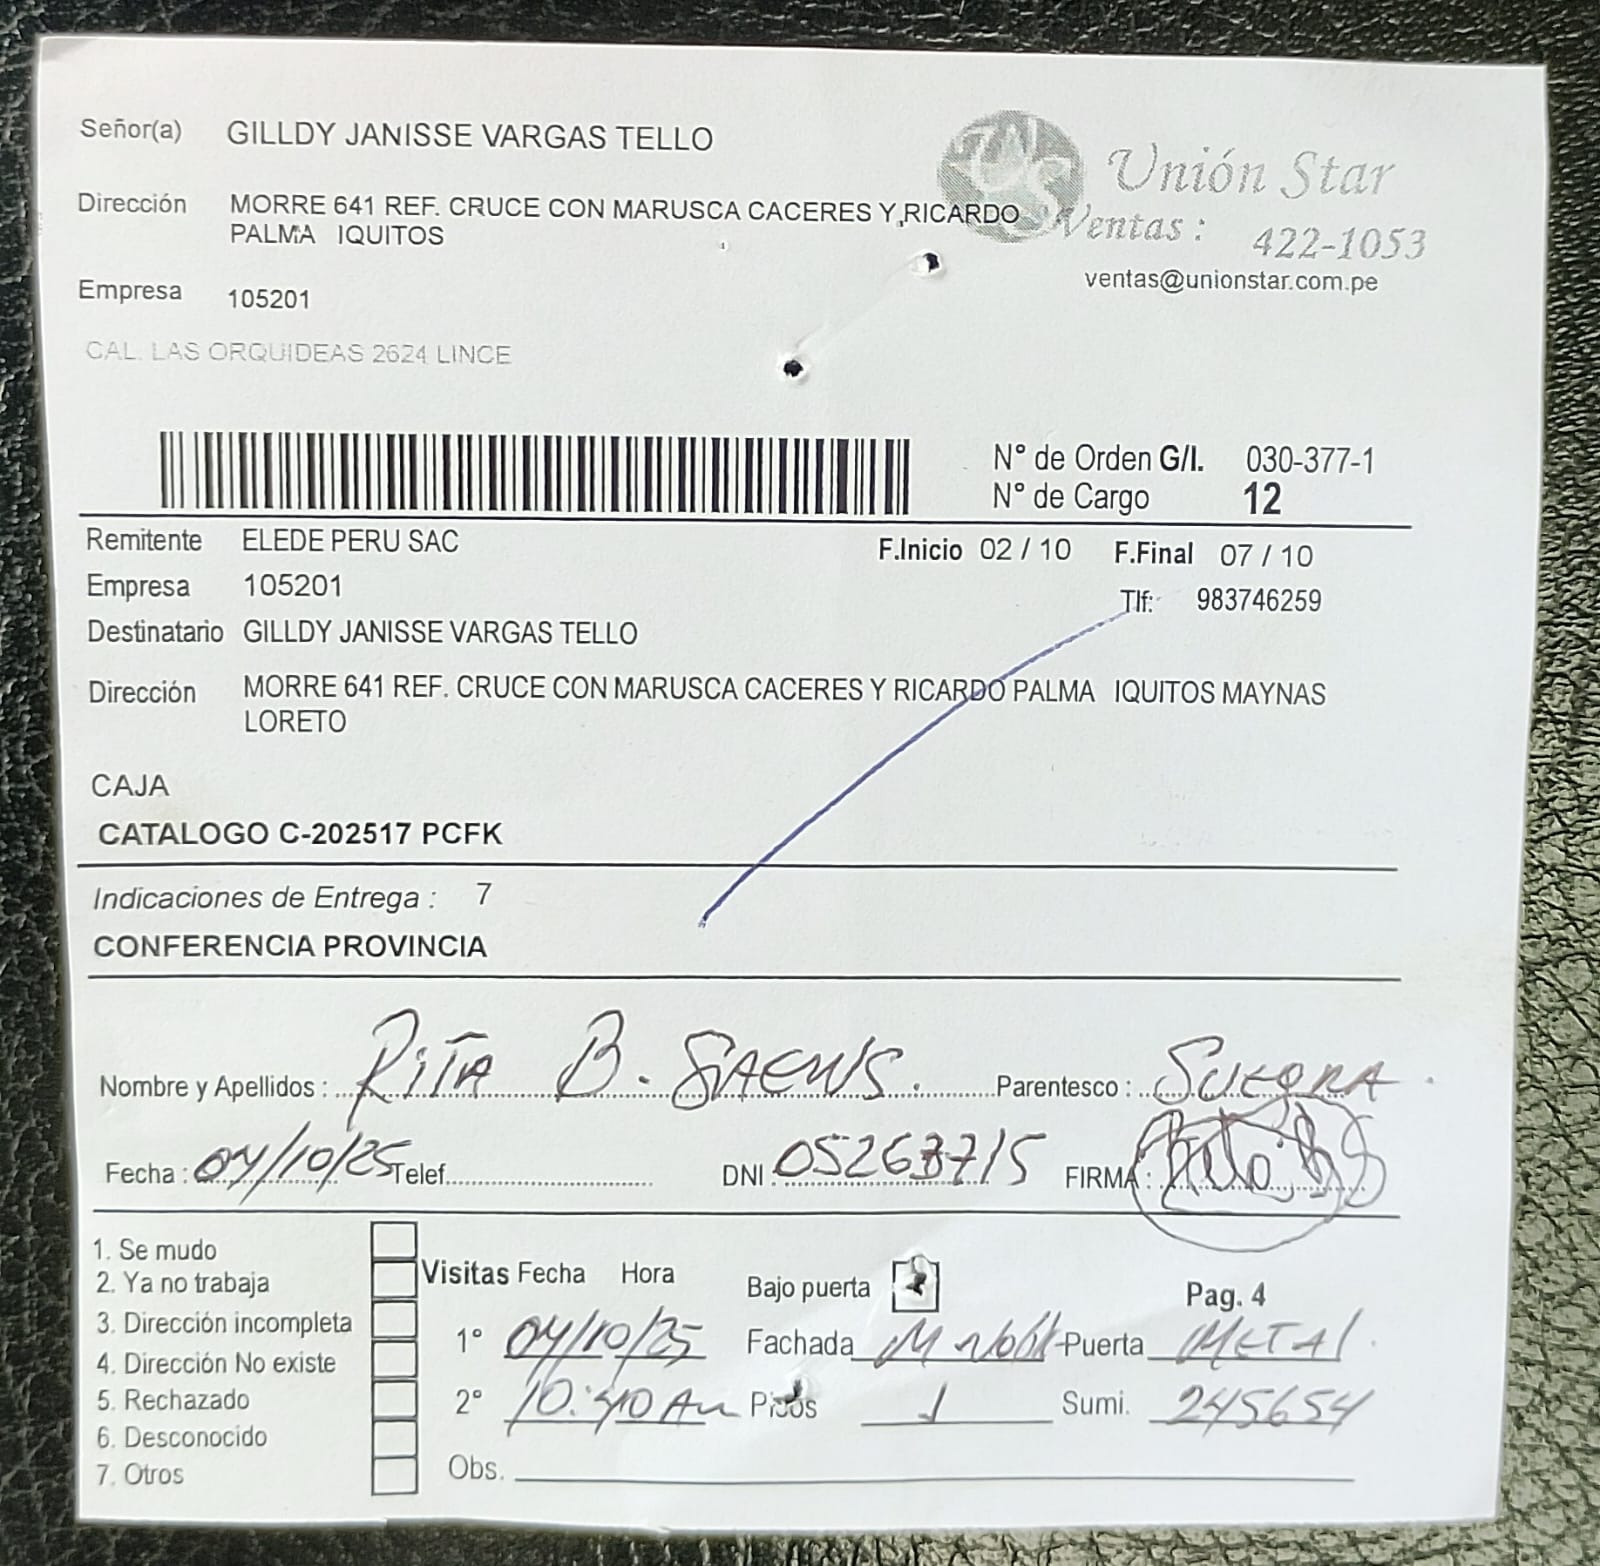 Señor(a) GILLDY JANISSE VARGAS TELLO
Unión Star
Dirección MORRE 641 REF. CRUCE CON MARUSCA CACERES Y RICARDO
PALMA IQUITOS
Ventas : 422-1053
ventas@unionstar.com.pe
Empresa 105201
CAL. LAS ORQUIDEAS 2624 LINCE
N° de Orden G/I. 030-377-1
N° de Cargo 12
Remitente ELEDE PERU SAC
F.Inicio 02 / 10 F.Final 07 / 10
Empresa 105201
Tlf: 983746259
Destinatario GILLDY JANISSE VARGAS TELLO
Dirección MORRE 641 REF. CRUCE CON MARUSCA CACERES Y RICARDO PALMA IQUITOS MAYNAS
LORETO
CAJA
CATALOGO C-202517 PCFK
Indicaciones de Entrega : 7
CONFERENCIA PROVINCIA
Nombre y Apellidos : RITA B. SAENS. Parentesco : SUEGRA
Fecha : 04/10/25 Telef. DNI 05263715 FIRMA :
1. Se mudo
2. Ya no trabaja
3. Dirección incompleta
4. Dirección No existe
5. Rechazado
6. Desconocido
7. Otros
Visitas Fecha Hora Bajo puerta Pag. 4
1° 04/10/25 Fachada Puerta METAL.
2° 10:40 AM Pisos 1 Sumi. 245654
Obs.